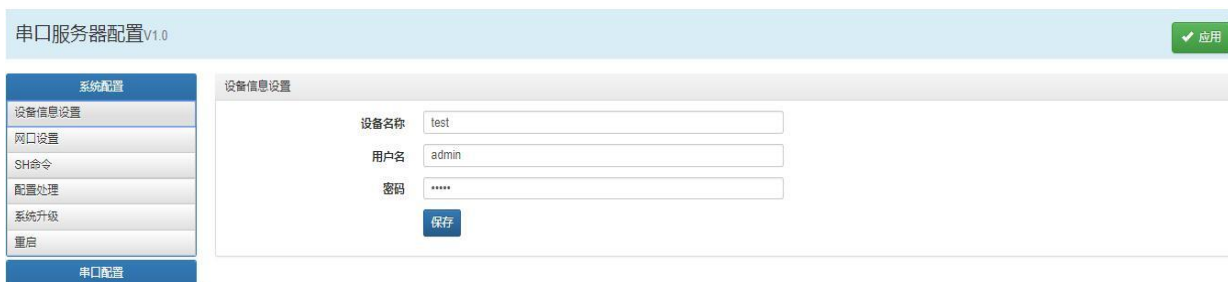 串口服务器配置V1.0
应用
系统配置
设备信息设置
网口设置
SH命令
配置处理
系统升级
重启
串口配置
设备信息设置
设备名称 test
用户名 admin
密码 •••••
保存